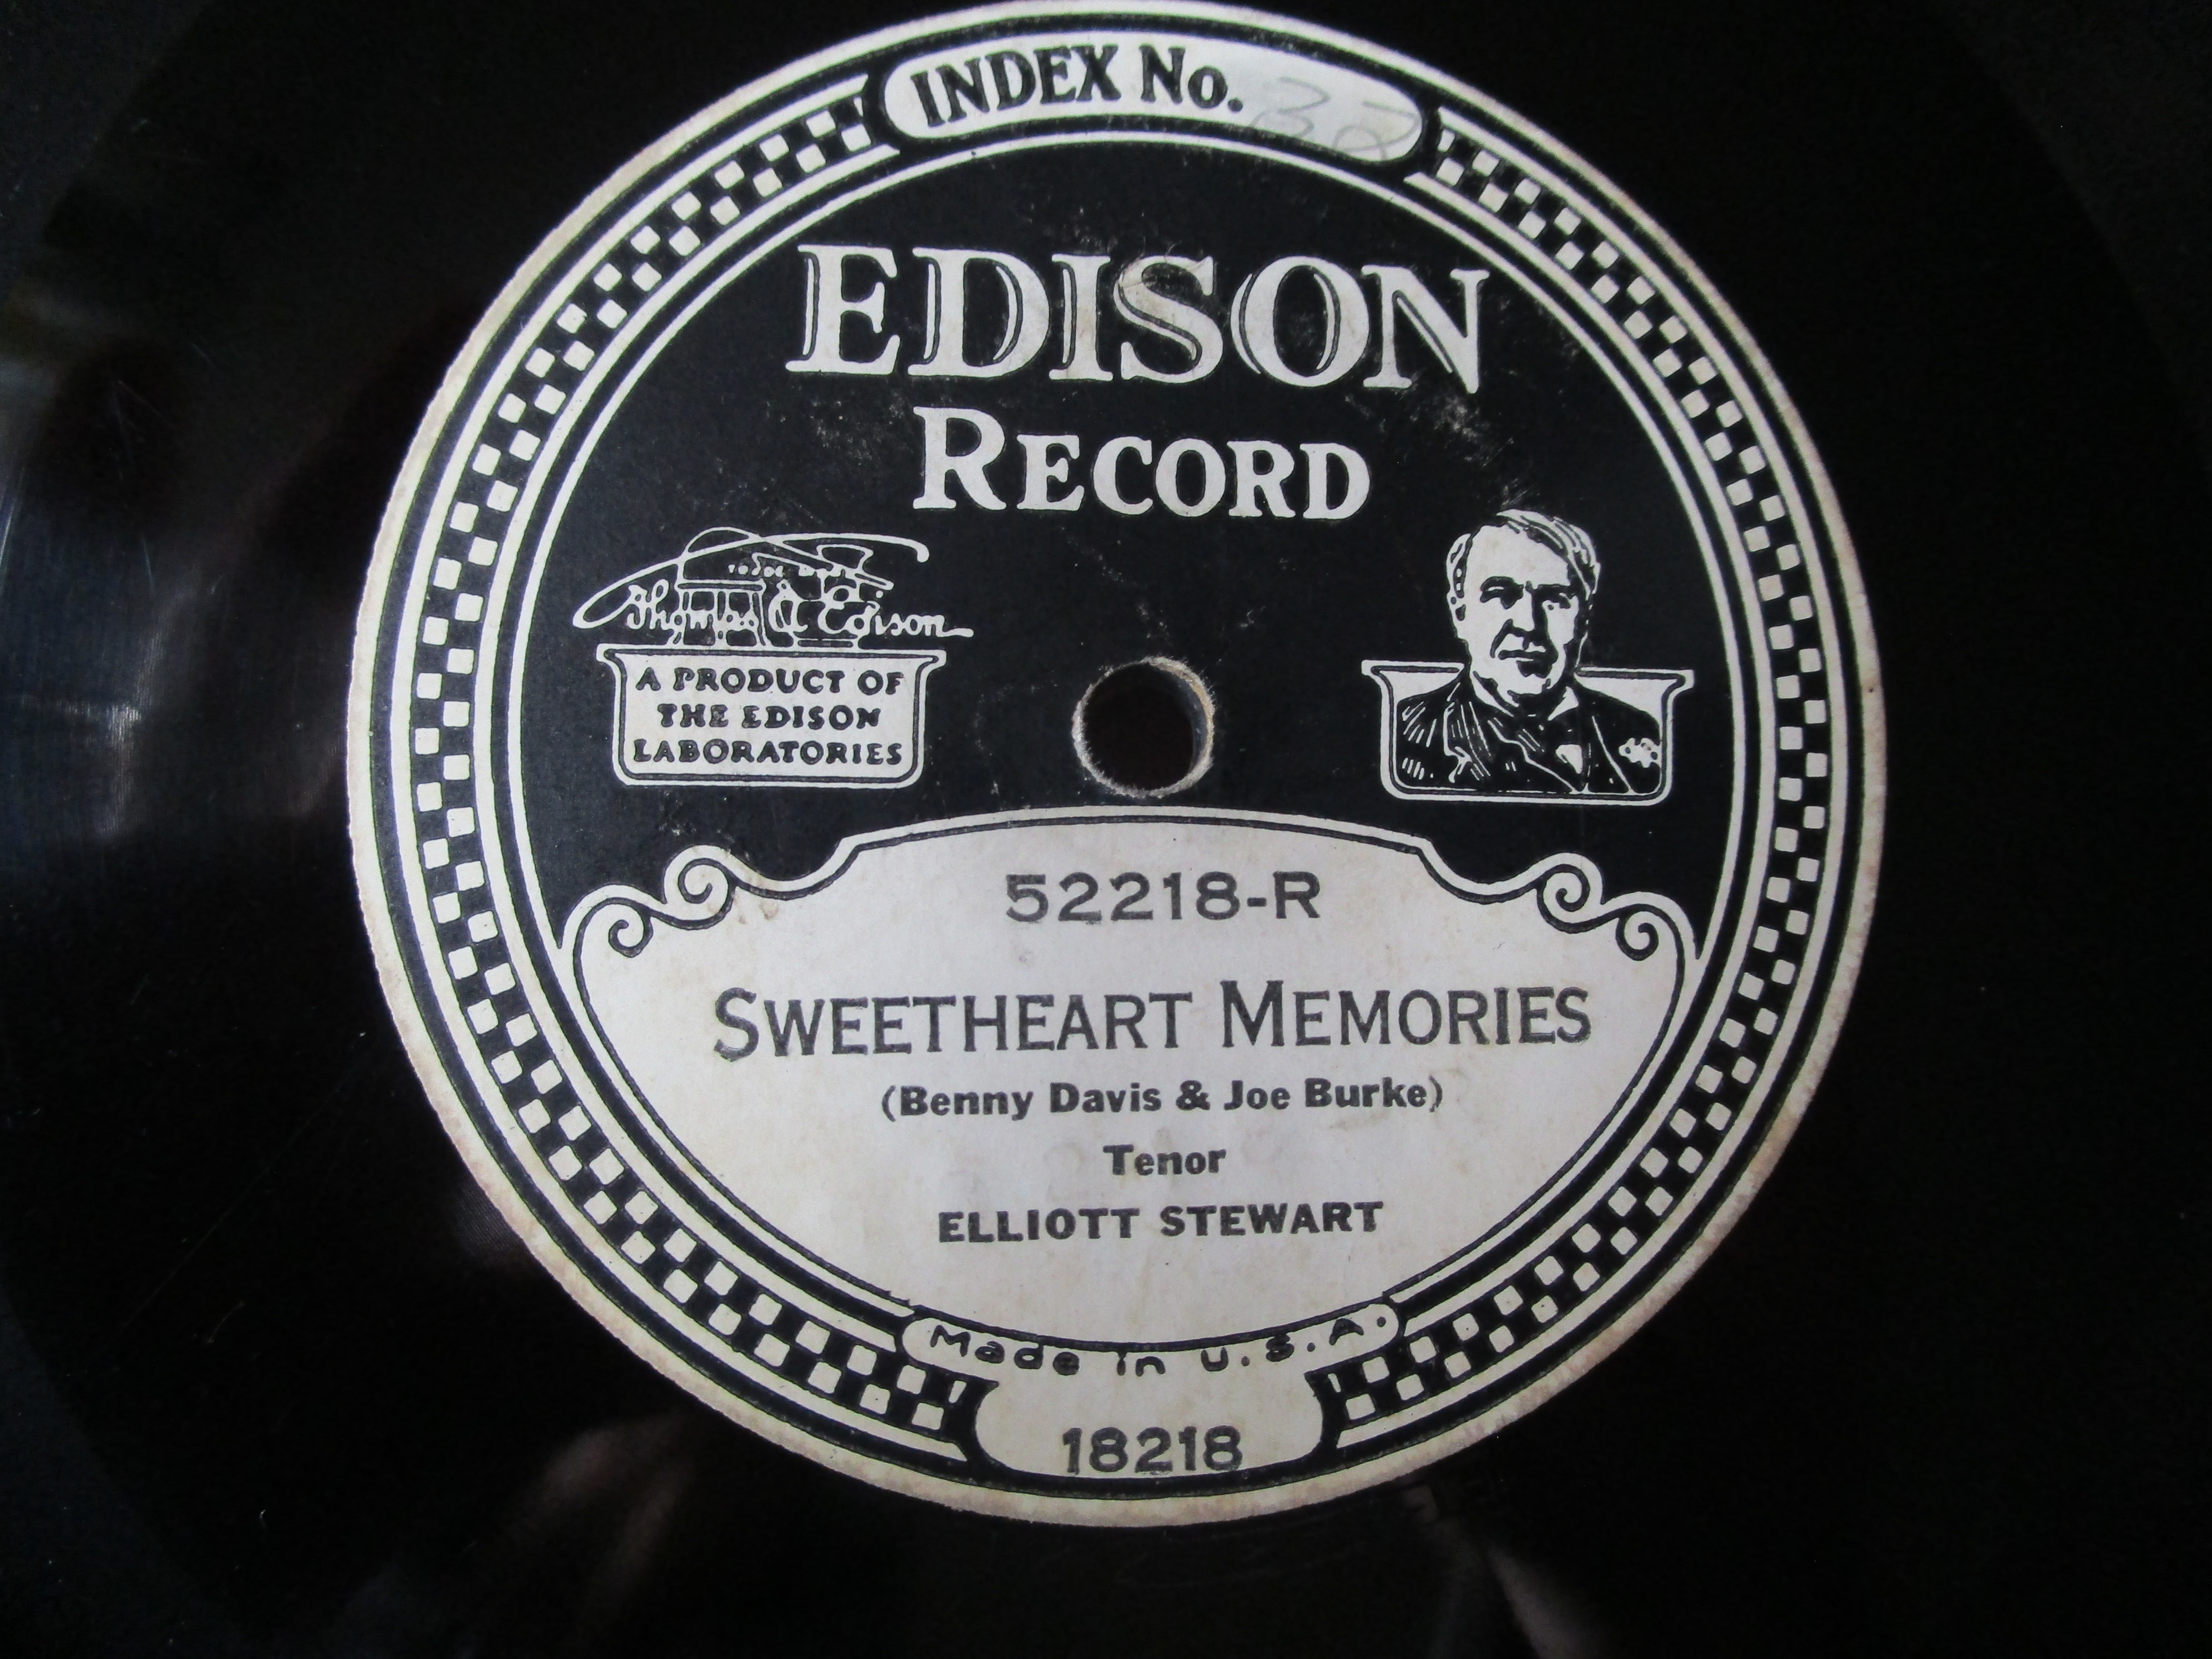 INDEX No. 32
EDISON
RECORD
Thomas A Edison
A PRODUCT OF
THE EDISON
LABORATORIES
52218-R
SWEETHEART MEMORIES
(Benny Davis & Joe Burke)
Tenor
ELLIOTT STEWART
Made in U.S.A.
18218